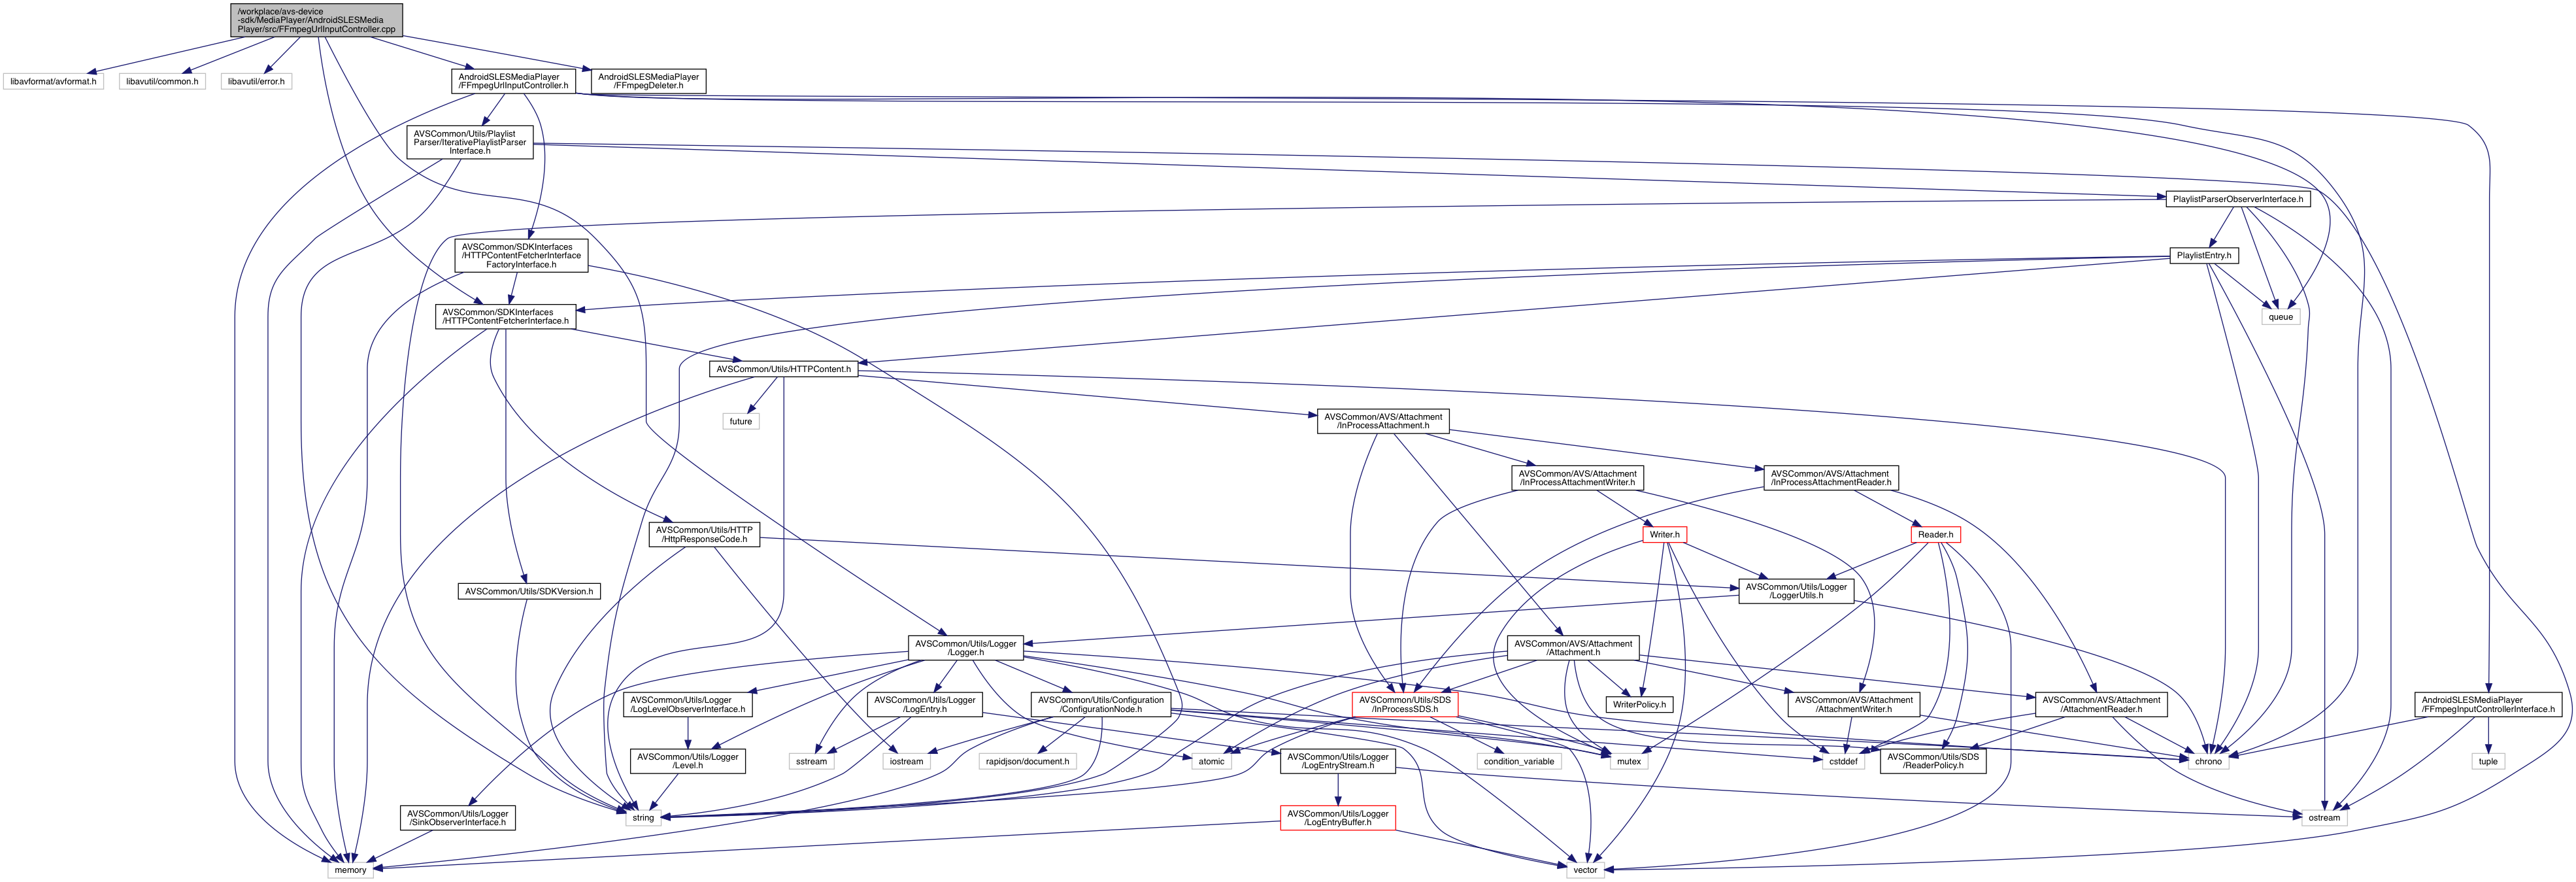 /workplace/avs-device
-sdk/MediaPlayer/AndroidSLESMedia
Player/src/FFmpegUrlInputController.cpp
libavformat/avformat.h
libavutil/common.h
libavutil/error.h
AndroidSLESMediaPlayer
/FFmpegUrlInputController.h
AndroidSLESMediaPlayer
/FFmpegDeleter.h
AVSCommon/Utils/Playlist
Parser/IterativePlaylistParser
Interface.h
PlaylistParserObserverInterface.h
AVSCommon/SDKInterfaces
/HTTPContentFetcherInterface
FactoryInterface.h
PlaylistEntry.h
AVSCommon/SDKInterfaces
/HTTPContentFetcherInterface.h
queue
AVSCommon/Utils/HTTPContent.h
future
AVSCommon/AVS/Attachment
/InProcessAttachment.h
AVSCommon/AVS/Attachment
/InProcessAttachmentWriter.h
AVSCommon/AVS/Attachment
/InProcessAttachmentReader.h
AVSCommon/Utils/HTTP
/HttpResponseCode.h
Writer.h
Reader.h
AVSCommon/Utils/SDKVersion.h
AVSCommon/Utils/Logger
/LoggerUtils.h
AVSCommon/Utils/Logger
/Logger.h
AVSCommon/AVS/Attachment
/Attachment.h
AVSCommon/Utils/Logger
/LogLevelObserverInterface.h
AVSCommon/Utils/Logger
/LogEntry.h
AVSCommon/Utils/Configuration
/ConfigurationNode.h
AVSCommon/Utils/SDS
/InProcessSDS.h
WriterPolicy.h
AVSCommon/AVS/Attachment
/AttachmentWriter.h
AVSCommon/AVS/Attachment
/AttachmentReader.h
AndroidSLESMediaPlayer
/FFmpegInputControllerInterface.h
AVSCommon/Utils/Logger
/Level.h
sstream
iostream
rapidjson/document.h
atomic
AVSCommon/Utils/Logger
/LogEntryStream.h
condition_variable
mutex
cstddef
AVSCommon/Utils/SDS
/ReaderPolicy.h
chrono
tuple
AVSCommon/Utils/Logger
/SinkObserverInterface.h
string
AVSCommon/Utils/Logger
/LogEntryBuffer.h
ostream
memory
vector